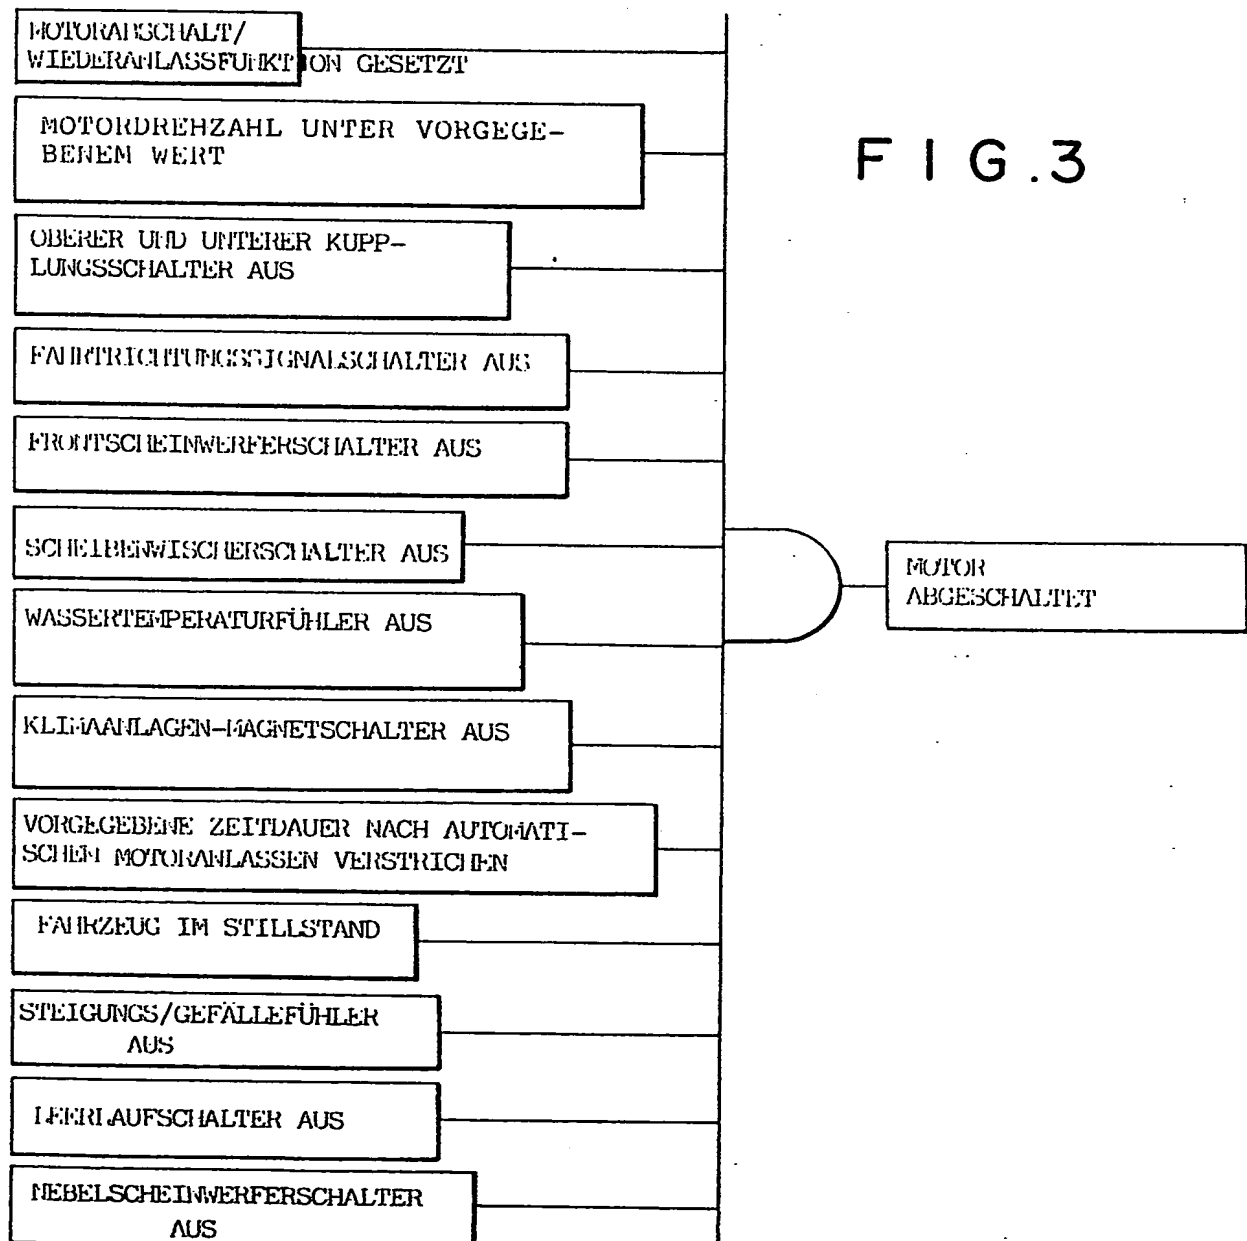 MOTORABSCHALT/
WIEDERANLASSFUNKTION GESETZT
MOTORDREHZAHL UNTER VORGEGE-
BENEM WERT
FIG.3
OBERER UND UNTERER KUPP-
LUNGSSCHALTER AUS
FAHRTRICHTUNGSSIGNALSCHALTER AUS
FRONTSCHEINWERFERSCHALTER AUS
SCHEIBENWISCHERSCHALTER AUS
MOTOR
ABGESCHALTET
WASSERTEMPERATURFÜHLER AUS
KLIMAANLAGEN-MAGNETSCHALTER AUS
VORGEGEBENE ZEITDAUER NACH AUTOMATI-
SCHEM MOTORANLASSEN VERSTRICHEN
FAHRZEUG IM STILLSTAND
STEIGUNGS/GEFÄLLEFÜHLER
AUS
LEERLAUFSCHALTER AUS
NEBELSCHEINWERFERSCHALTER
AUS